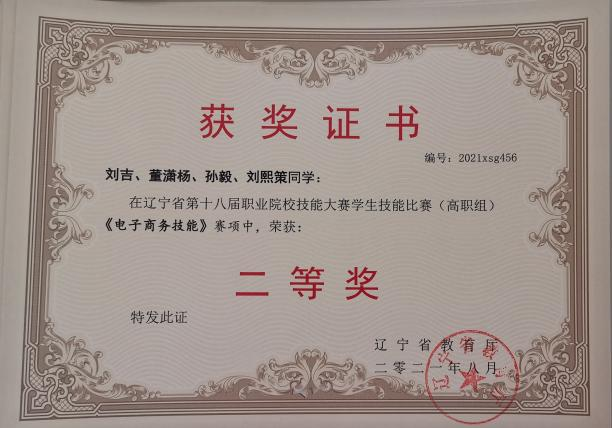 获奖证书
编号：2021xsg456
刘吉、董潇杨、孙毅、刘熙策同学：
在辽宁省第十八届职业院校技能大赛学生技能比赛（高职组）
《电子商务技能》赛项中，荣获：
二等奖
特发此证
辽宁省教育厅
二〇二一年八月